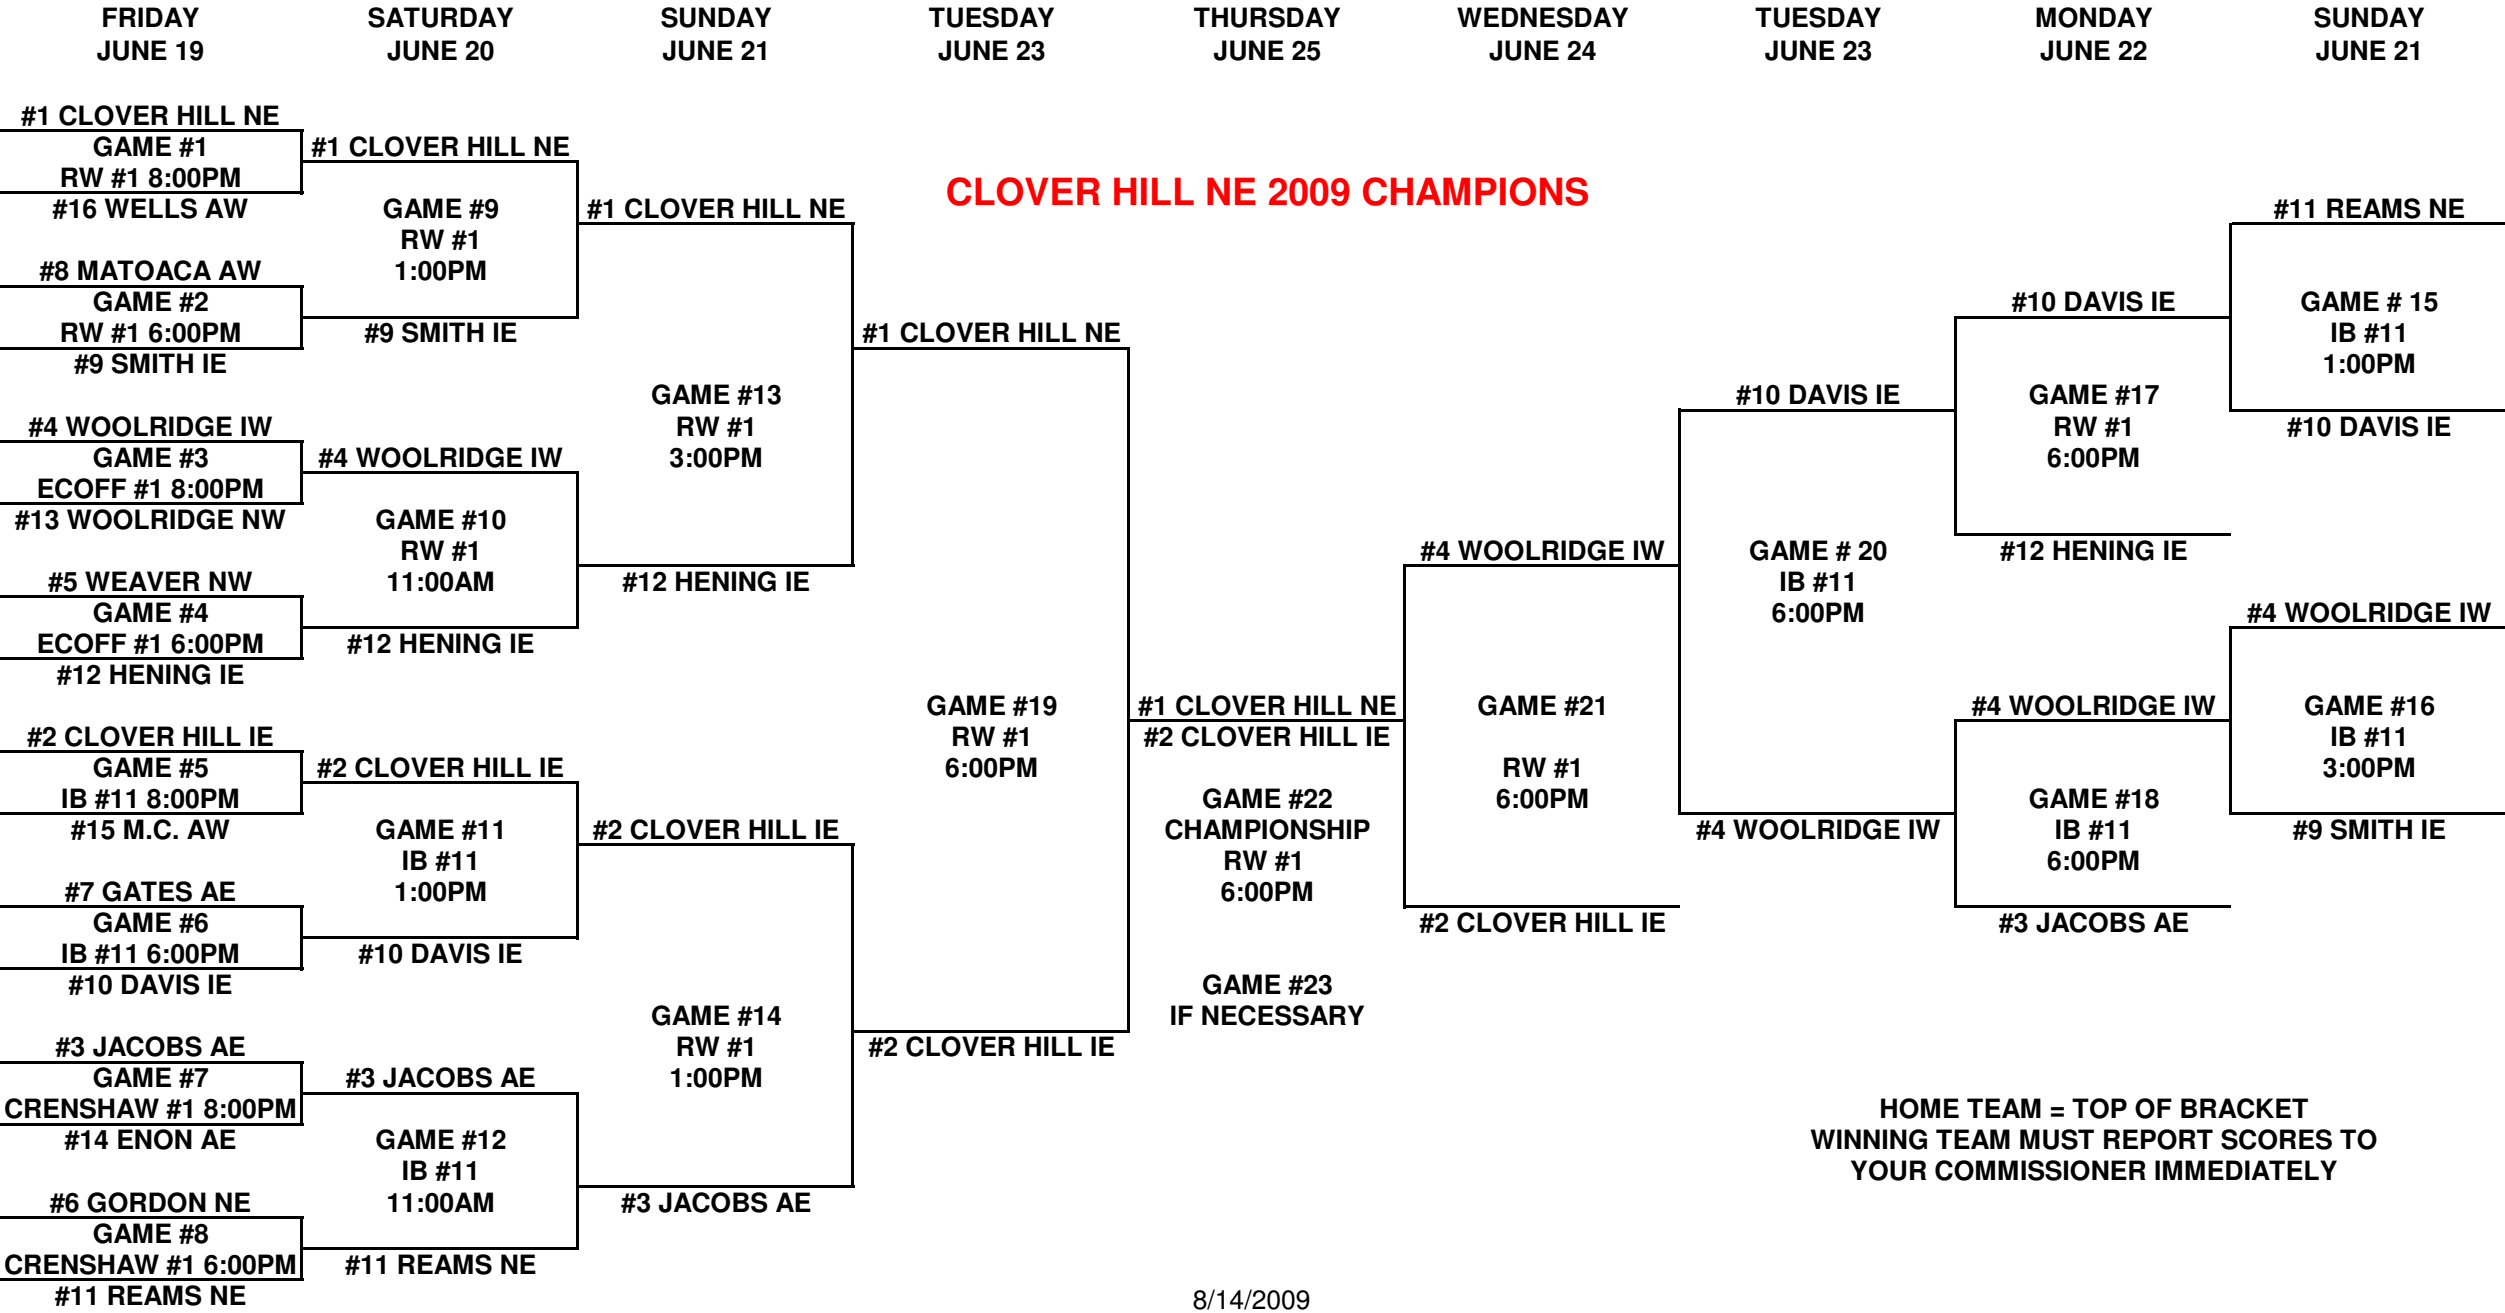 FRIDAY
JUNE 19
SATURDAY
JUNE 20
SUNDAY
JUNE 21
TUESDAY
JUNE 23
THURSDAY
JUNE 25
WEDNESDAY
JUNE 24
TUESDAY
JUNE 23
MONDAY
JUNE 22
SUNDAY
JUNE 21
CLOVER HILL NE 2009 CHAMPIONS
#1 CLOVER HILL NE
GAME #1
RW #1 8:00PM
#16 WELLS AW
#8 MATOACA AW
GAME #2
RW #1 6:00PM
#9 SMITH IE
#4 WOOLRIDGE IW
GAME #3
ECOFF #1 8:00PM
#13 WOOLRIDGE NW
#5 WEAVER NW
GAME #4
ECOFF #1 6:00PM
#12 HENING IE
#2 CLOVER HILL IE
GAME #5
IB #11 8:00PM
#15 M.C. AW
#7 GATES AE
GAME #6
IB #11 6:00PM
#10 DAVIS IE
#3 JACOBS AE
GAME #7
CRENSHAW #1 8:00PM
#14 ENON AE
#6 GORDON NE
GAME #8
CRENSHAW #1 6:00PM
#11 REAMS NE
#1 CLOVER HILL NE
GAME #9
RW #1
1:00PM
#9 SMITH IE
#4 WOOLRIDGE IW
GAME #10
RW #1
11:00AM
#12 HENING IE
#2 CLOVER HILL IE
GAME #11
IB #11
1:00PM
#10 DAVIS IE
#3 JACOBS AE
GAME #12
IB #11
11:00AM
#11 REAMS NE
#1 CLOVER HILL NE
GAME #13
RW #1
3:00PM
#12 HENING IE
#2 CLOVER HILL IE
GAME #14
RW #1
1:00PM
#3 JACOBS AE
#1 CLOVER HILL NE
GAME #19
RW #1
6:00PM
#2 CLOVER HILL IE
#1 CLOVER HILL NE
#2 CLOVER HILL IE
GAME #22
CHAMPIONSHIP
RW #1
6:00PM
GAME #23
IF NECESSARY
#4 WOOLRIDGE IW
GAME #21
RW #1
6:00PM
#2 CLOVER HILL IE
#10 DAVIS IE
GAME # 20
IB #11
6:00PM
#4 WOOLRIDGE IW
#10 DAVIS IE
GAME #17
RW #1
6:00PM
#12 HENING IE
#4 WOOLRIDGE IW
GAME #18
IB #11
6:00PM
#3 JACOBS AE
#11 REAMS NE
GAME # 15
IB #11
1:00PM
#10 DAVIS IE
#4 WOOLRIDGE IW
GAME #16
IB #11
3:00PM
#9 SMITH IE
HOME TEAM = TOP OF BRACKET
WINNING TEAM MUST REPORT SCORES TO
YOUR COMMISSIONER IMMEDIATELY
8/14/2009